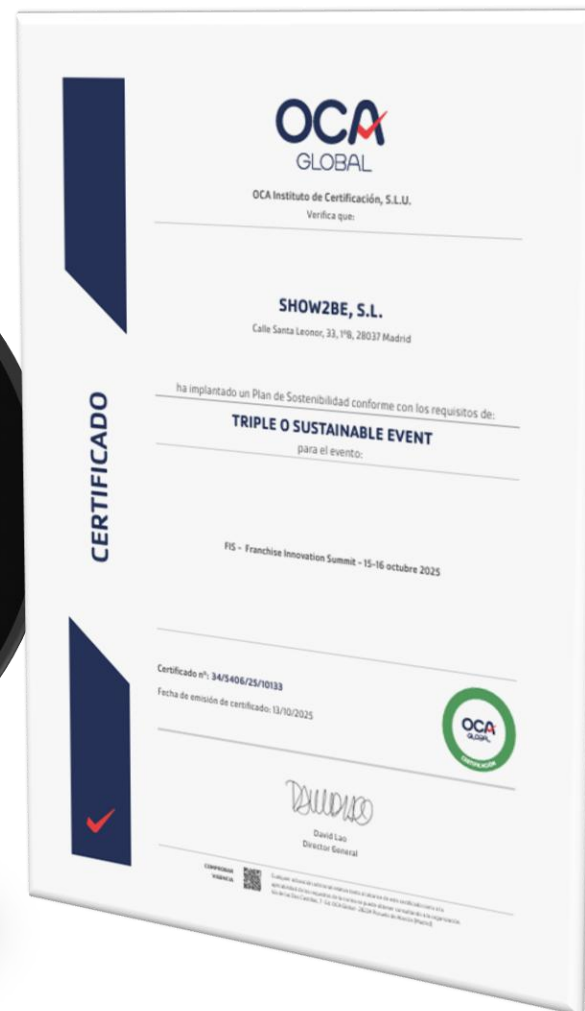 OCA
GLOBAL
OCA Instituto de Certificación, S.L.U.
Verifica que:
SHOW2BE, S.L.
Calle Santa Leonor, 33, 1ºB, 28037 Madrid
ha implantado un Plan de Sostenibilidad conforme con los requisitos de:
TRIPLE O SUSTAINABLE EVENT
para el evento:
CERTIFICADO
FIS - Franchise Innovation Summit - 15-16 octubre 2025
Certificado nº: 34/5406/25/10133
Fecha de emisión de certificado: 13/10/2025
OCA
GLOBAL
CERTIFICACIÓN
David Lao
Director General
COMPROBAR
VIGENCIA